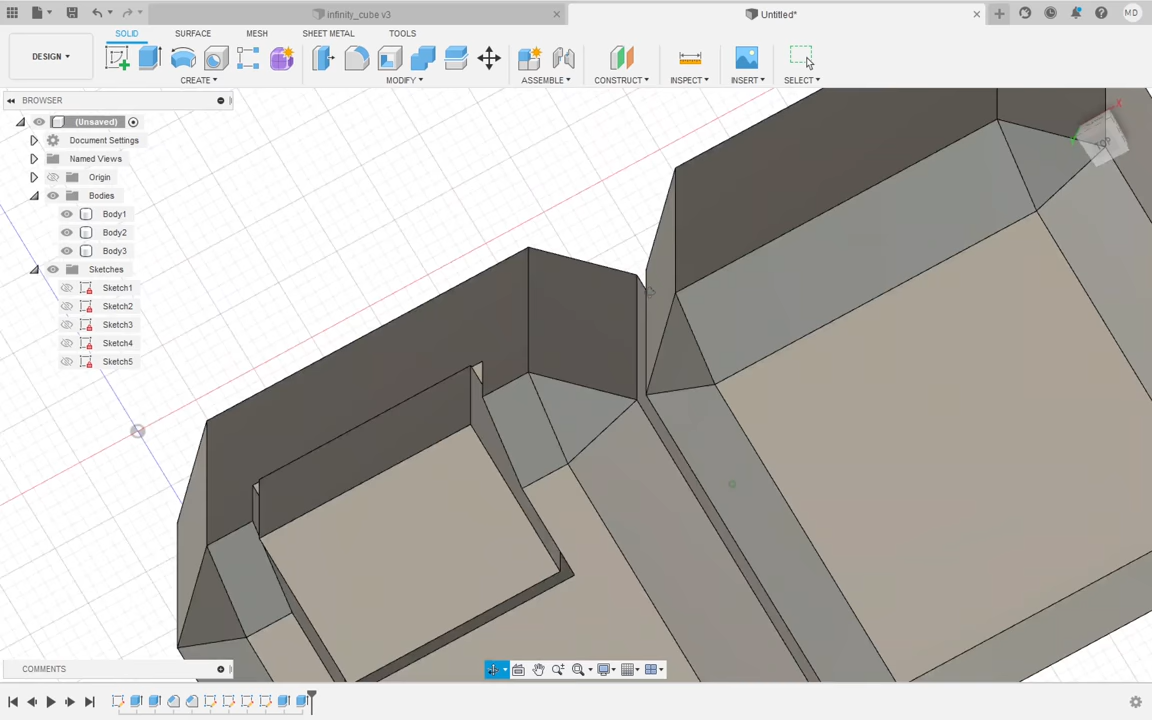 infinity_cube v3
Untitled*
MD
DESIGN
SOLID
SURFACE
MESH
SHEET METAL
TOOLS
CREATE
MODIFY
ASSEMBLE
CONSTRUCT
INSPECT
INSERT
SELECT
BROWSER
(Unsaved)
Document Settings
Named Views
Origin
Bodies
Body1
Body2
Body3
Sketches
Sketch1
Sketch2
Sketch3
Sketch4
Sketch5
X
TOP
COMMENTS